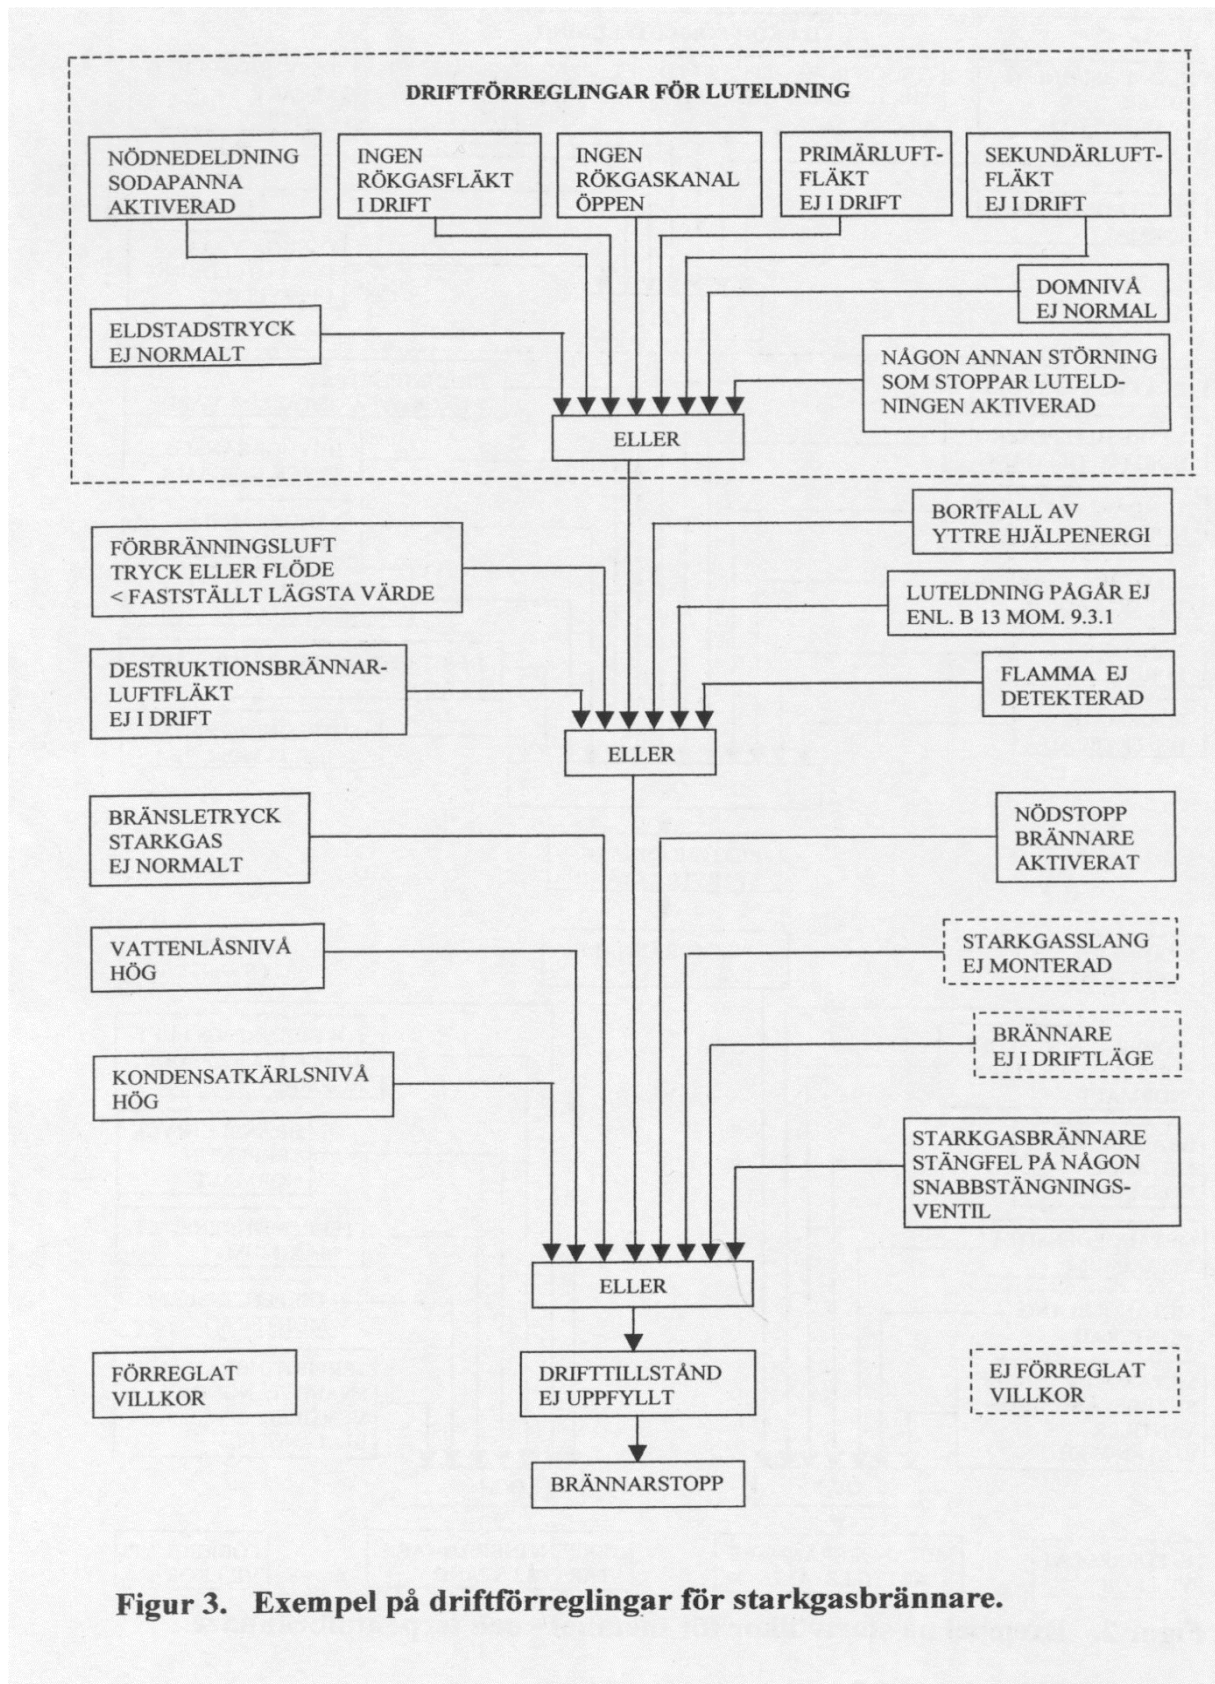 DRIFTFÖRREGLINGAR FÖR LUTELDNING
NÖDNEDELDNING
SODAPANNA
AKTIVERAD
INGEN
RÖKGASFLÄKT
I DRIFT
INGEN
RÖKGASKANAL
ÖPPEN
PRIMÄRLUFT-
FLÄKT
EJ I DRIFT
SEKUNDÄRLUFT-
FLÄKT
EJ I DRIFT
DOMNIVÅ
EJ NORMAL
ELDSTADSTRYCK
EJ NORMALT
NÅGON ANNAN STÖRNING
SOM STOPPAR LUTELD-
NINGEN AKTIVERAD
ELLER
BORTFALL AV
YTTRE HJÄLPENERGI
FÖRBRÄNNINGSLUFT
TRYCK ELLER FLÖDE
< FASTSTÄLLT LÄGSTA VÄRDE
LUTELDNING PÅGÅR EJ
ENL. B 13 MOM. 9.3.1
DESTRUKTIONSBRÄNNAR-
LUFTFLÄKT
EJ I DRIFT
FLAMMA EJ
DETEKTERAD
ELLER
BRÄNSLETRYCK
STARKGAS
EJ NORMALT
NÖDSTOPP
BRÄNNARE
AKTIVERAT
VATTENLÅSNIVÅ
HÖG
STARKGASSLANG
EJ MONTERAD
BRÄNNARE
EJ I DRIFTLÄGE
KONDENSATKÄRLSNIVÅ
HÖG
STARKGASBRÄNNARE
STÄNGFEL PÅ NÅGON
SNABBSTÄNGNINGS-
VENTIL
ELLER
FÖRREGLAT
VILLKOR
DRIFTTILLSTÅND
EJ UPPFYLLT
EJ FÖRREGLAT
VILLKOR
BRÄNNARSTOPP
Figur 3. Exempel på driftförreglingar för starkgasbrännare.